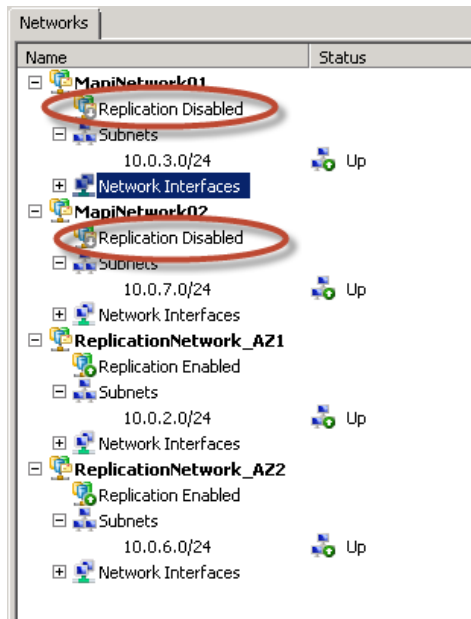 Networks
Name Status
MapiNetwork01
Replication Disabled
Subnets
10.0.3.0/24 Up
Network Interfaces
MapiNetwork02
Replication Disabled
Subnets
10.0.7.0/24 Up
Network Interfaces
ReplicationNetwork_AZ1
Replication Enabled
Subnets
10.0.2.0/24 Up
Network Interfaces
ReplicationNetwork_AZ2
Replication Enabled
Subnets
10.0.6.0/24 Up
Network Interfaces